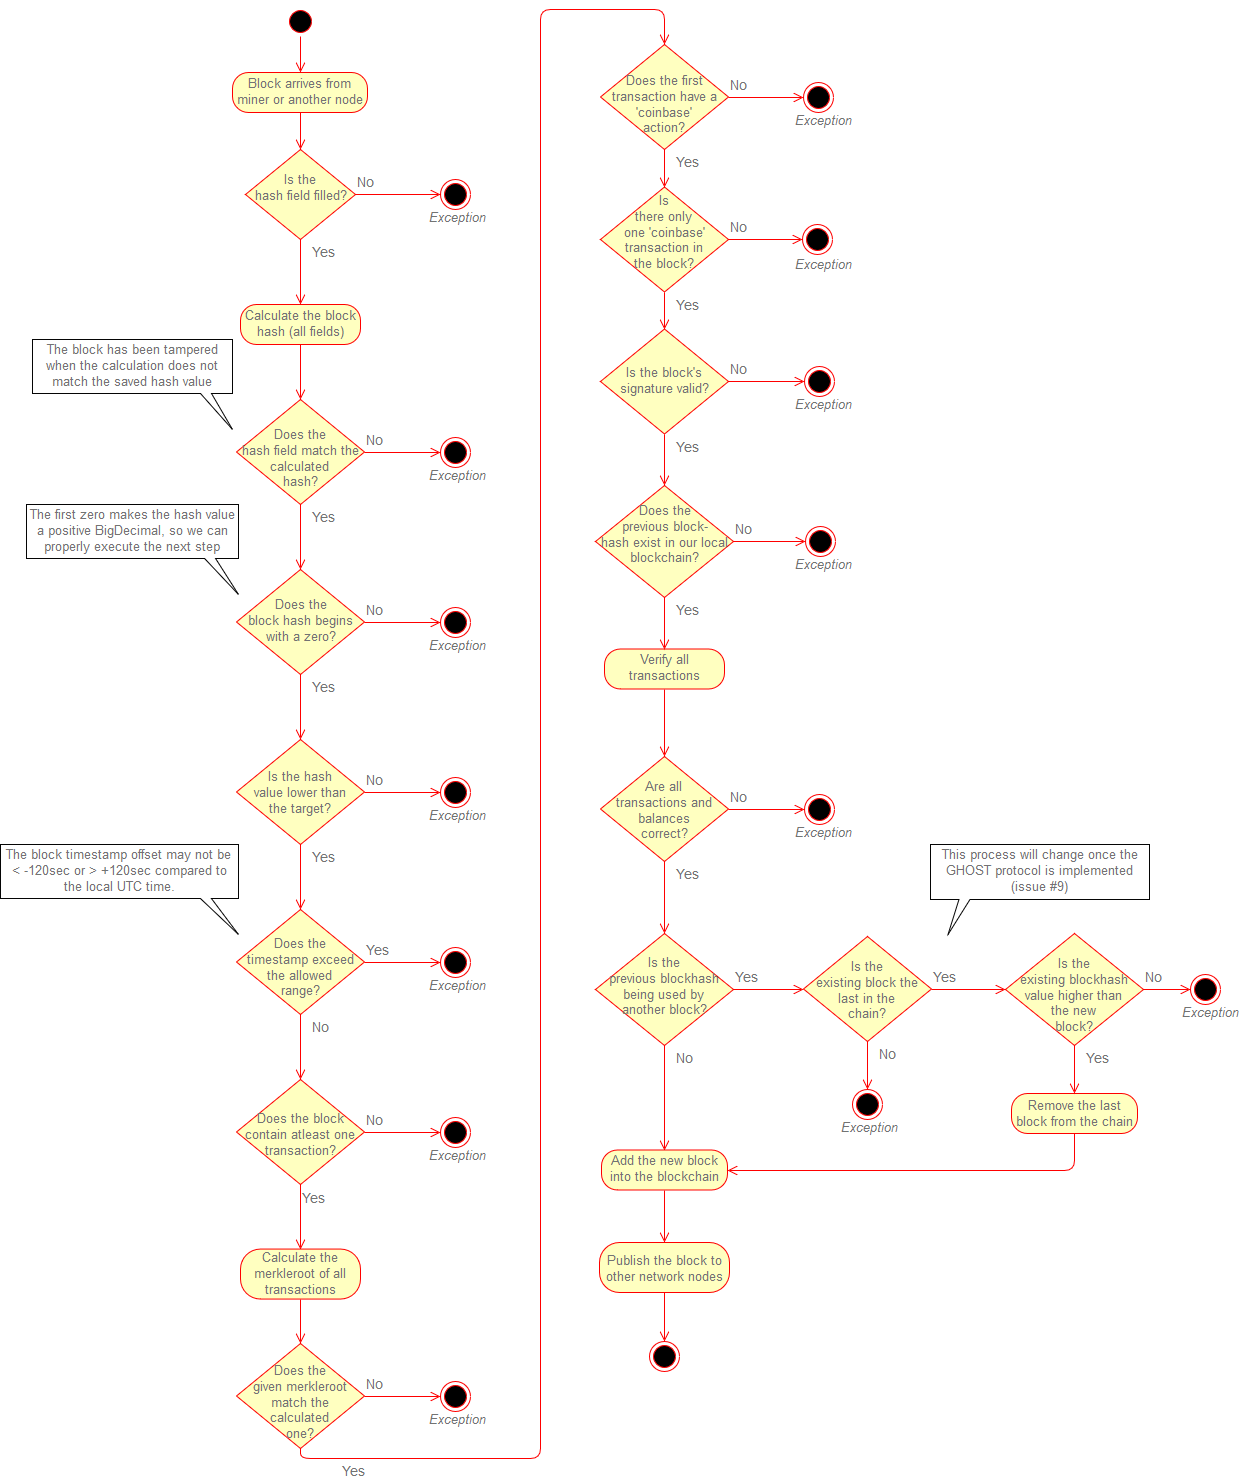 Block arrives from
miner or another node
Is the
hash field filled?
No
Exception
Yes
Calculate the block
hash (all fields)
The block has been tampered
when the calculation does not
match the saved hash value
Does the
hash field match the
calculated
hash?
No
Exception
Yes
The first zero makes the hash value
a positive BigDecimal, so we can
properly execute the next step
Does the
block hash begins
with a zero?
No
Exception
Yes
Is the hash
value lower than
the target?
No
Exception
Yes
The block timestamp offset may not be
< -120sec or > +120sec compared to
the local UTC time.
Does the
timestamp exceed
the allowed
range?
Yes
Exception
No
Does the block
contain atleast one
transaction?
No
Exception
Yes
Calculate the
merkleroot of all
transactions
Does the
given merkleroot
match the
calculated
one?
No
Exception
Yes
Does the first
transaction have a
'coinbase'
action?
No
Exception
Yes
Is
there only
one 'coinbase'
transaction in
the block?
No
Exception
Yes
Is the block's
signature valid?
No
Exception
Yes
Does the
previous block-
hash exist in our local
blockchain?
No
Exception
Yes
Verify all
transactions
Are all
transactions and
balances
correct?
No
Exception
Yes
Is the
previous blockhash
being used by
another block?
Yes
No
Is the
existing block the
last in the
chain?
Yes
No
Exception
This process will change once the
GHOST protocol is implemented
(issue #9)
Is the
existing blockhash
value higher than
the new
block?
No
Exception
Yes
Remove the last
block from the chain
Add the new block
into the blockchain
Publish the block to
other network nodes